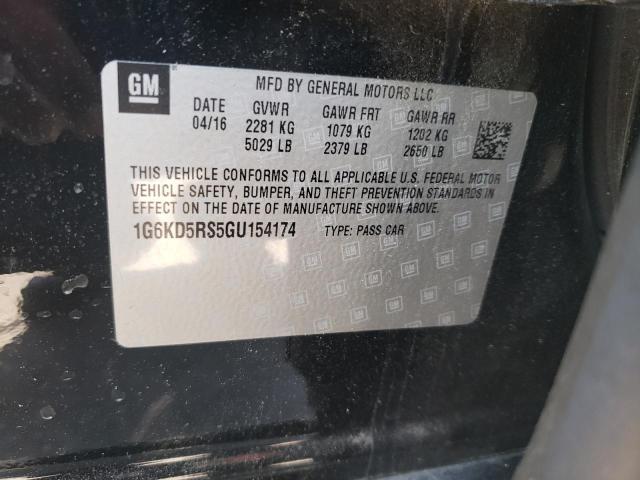 GM
MFD BY GENERAL MOTORS LLC
DATE GVWR GAWR FRT GAWR RR
04/16 2281 KG 1079 KG 1202 KG
5029 LB 2379 LB 2650 LB
THIS VEHICLE CONFORMS TO ALL APPLICABLE U.S. FEDERAL MOTOR
VEHICLE SAFETY, BUMPER, AND THEFT PREVENTION STANDARDS IN
EFFECT ON THE DATE OF MANUFACTURE SHOWN ABOVE.
1G6KD5RS5GU154174 TYPE: PASS CAR